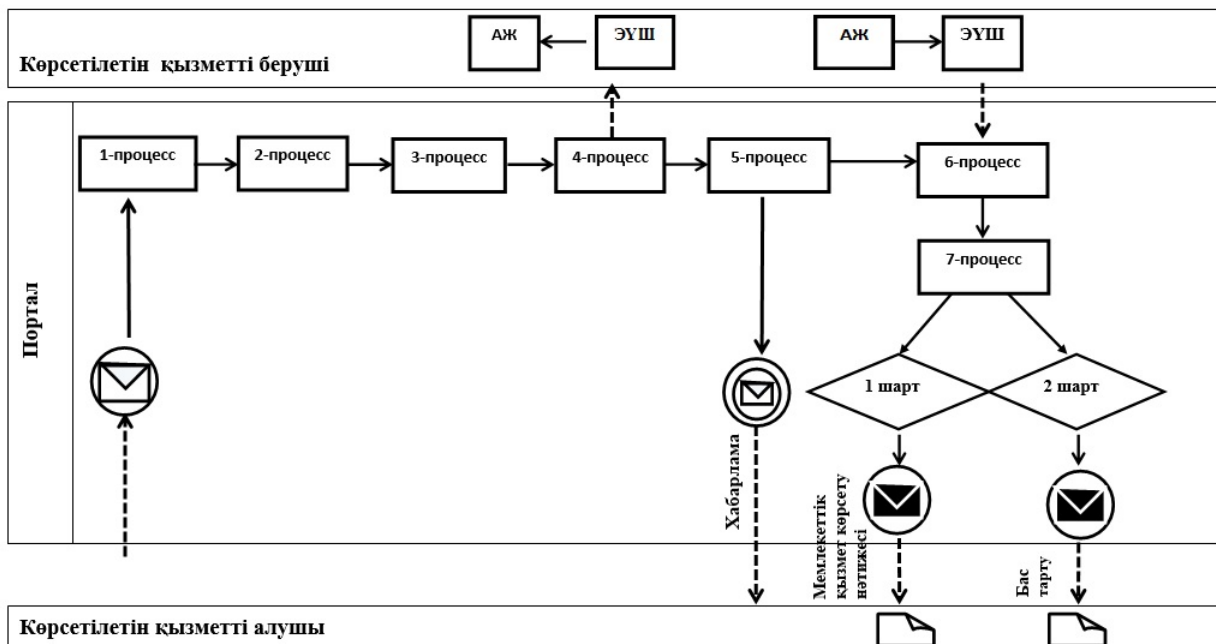 АЖ
ЭҮШ
АЖ
ЭҮШ
Көрсетілетін қызметті беруші
Портал
1-процесс
2-процесс
3-процесс
4-процесс
5-процесс
6-процесс
7-процесс
1 шарт
2 шарт
Хабарлама
Мемлекеттік
қызмет көрсету
нәтижесі
Бас
тарту
Көрсетілетін қызметті алушы